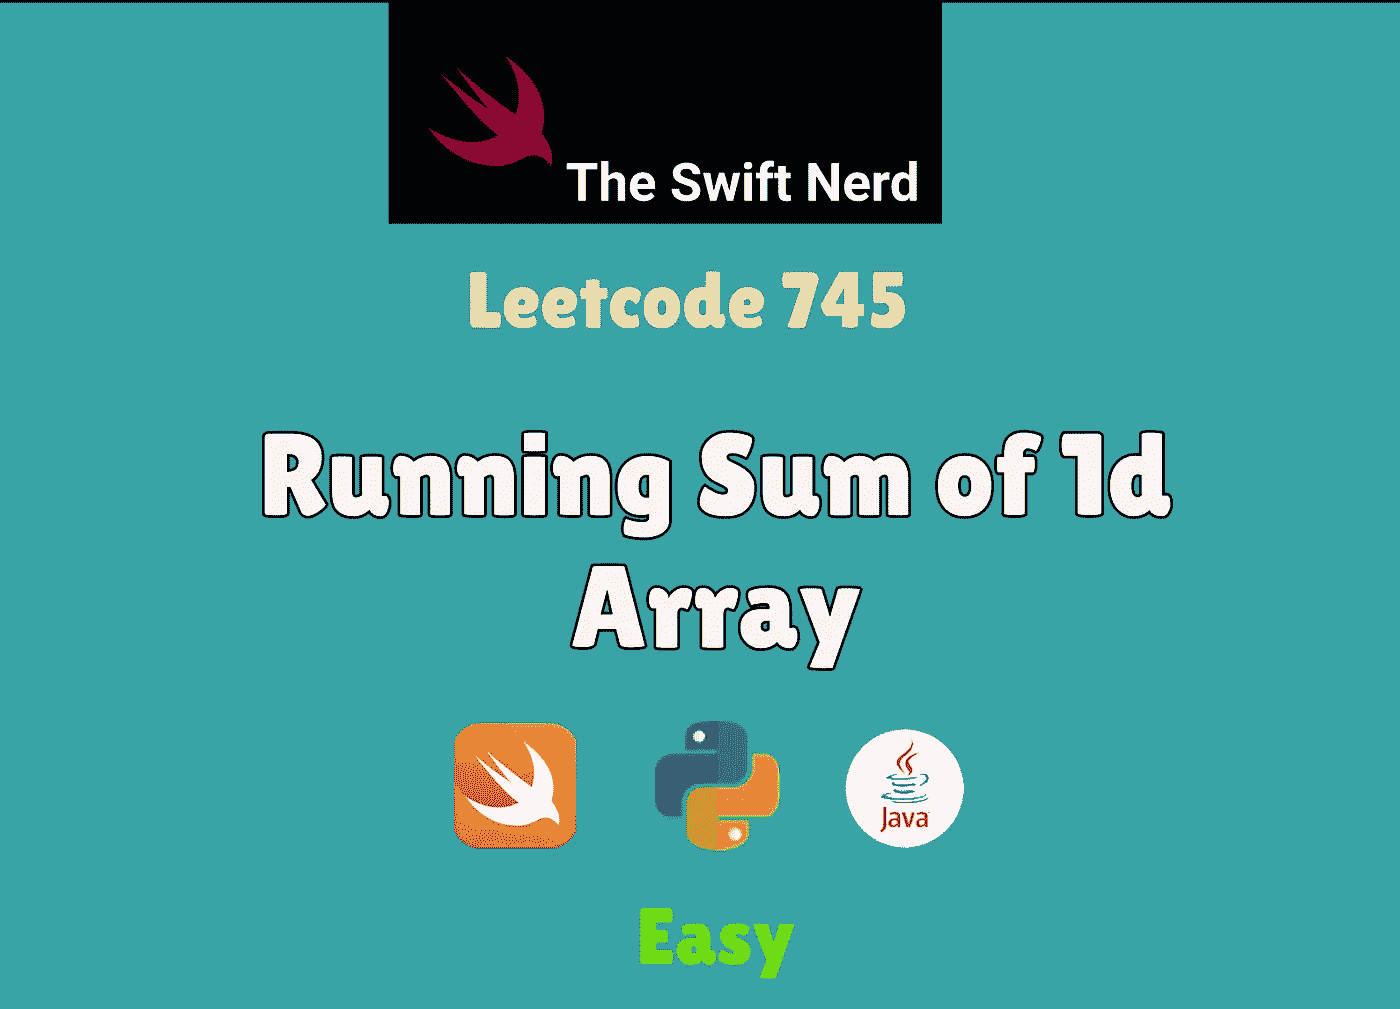 The Swift Nerd
Leetcode 745
Running Sum of 1d
Array
Java
Easy